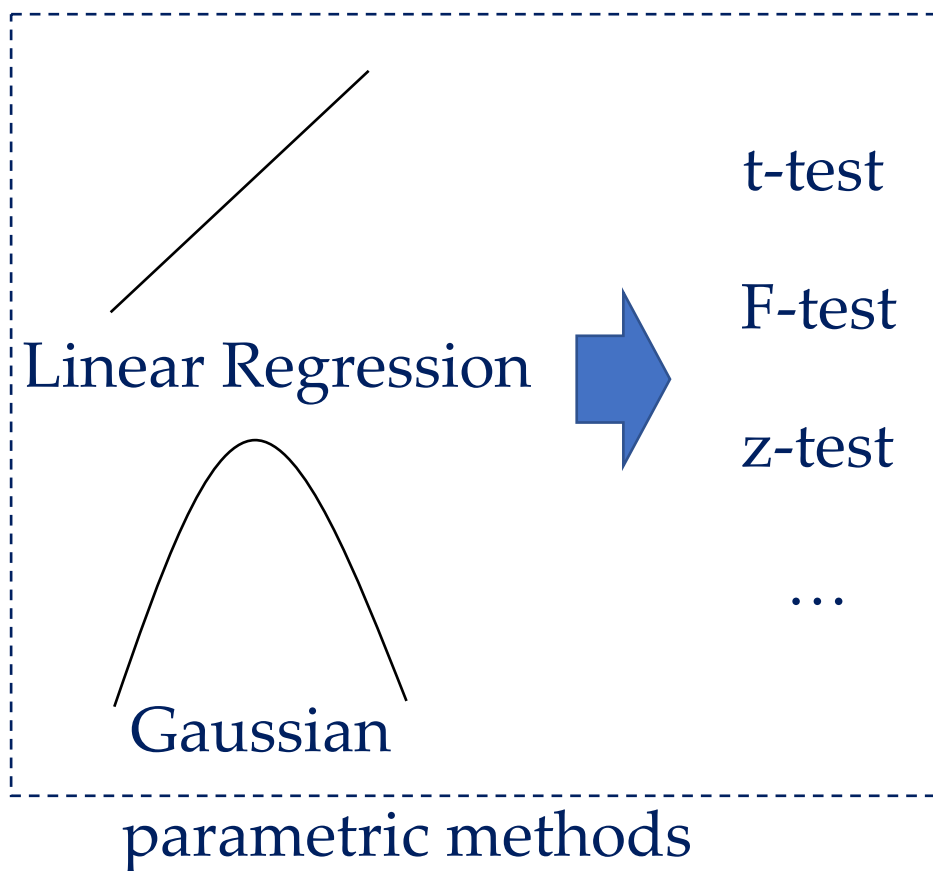 t-test
F-test
Linear Regression
z-test
…
Gaussian
parametric methods